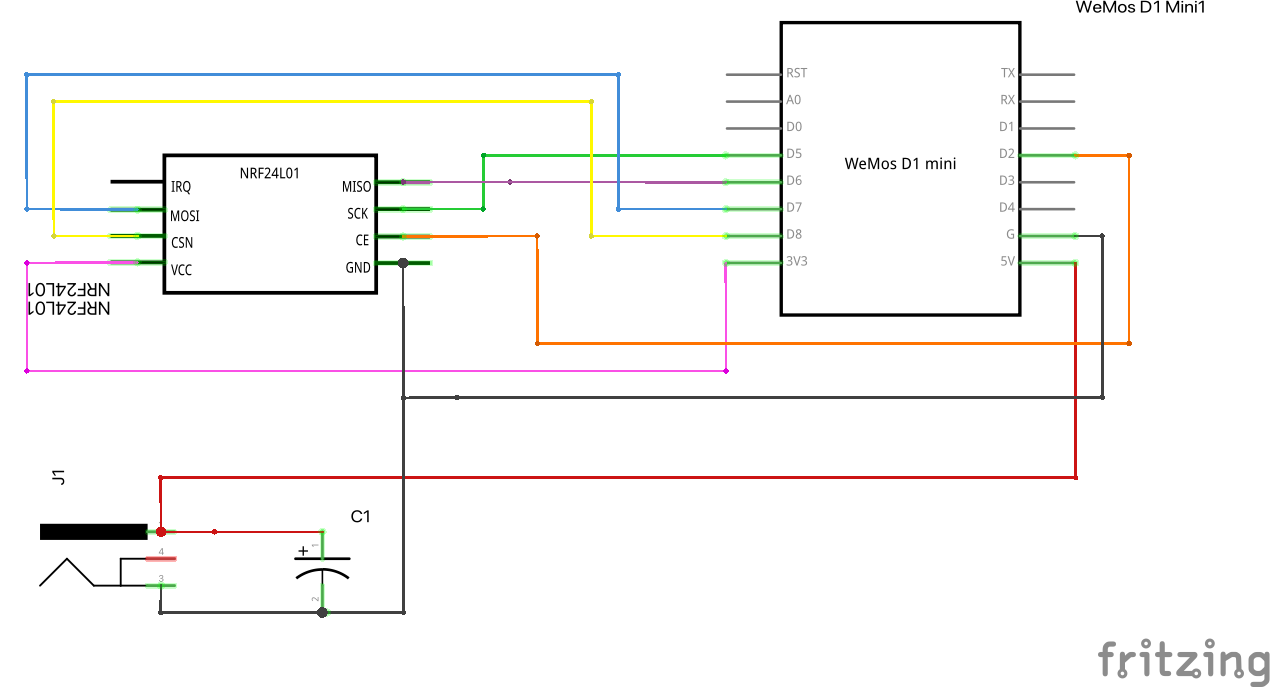 WeMos D1 Mini1
RST
TX
A0
RX
D0
D1
D5
D2
WeMos D1 mini
D6
D3
D7
D4
D8
G
3V3
5V
NRF24L01
IRQ
MISO
MOSI
SCK
CSN
CE
VCC
GND
NRF24L01
NRF24L01
J1
C1
1
+
4
3
2
fritzing